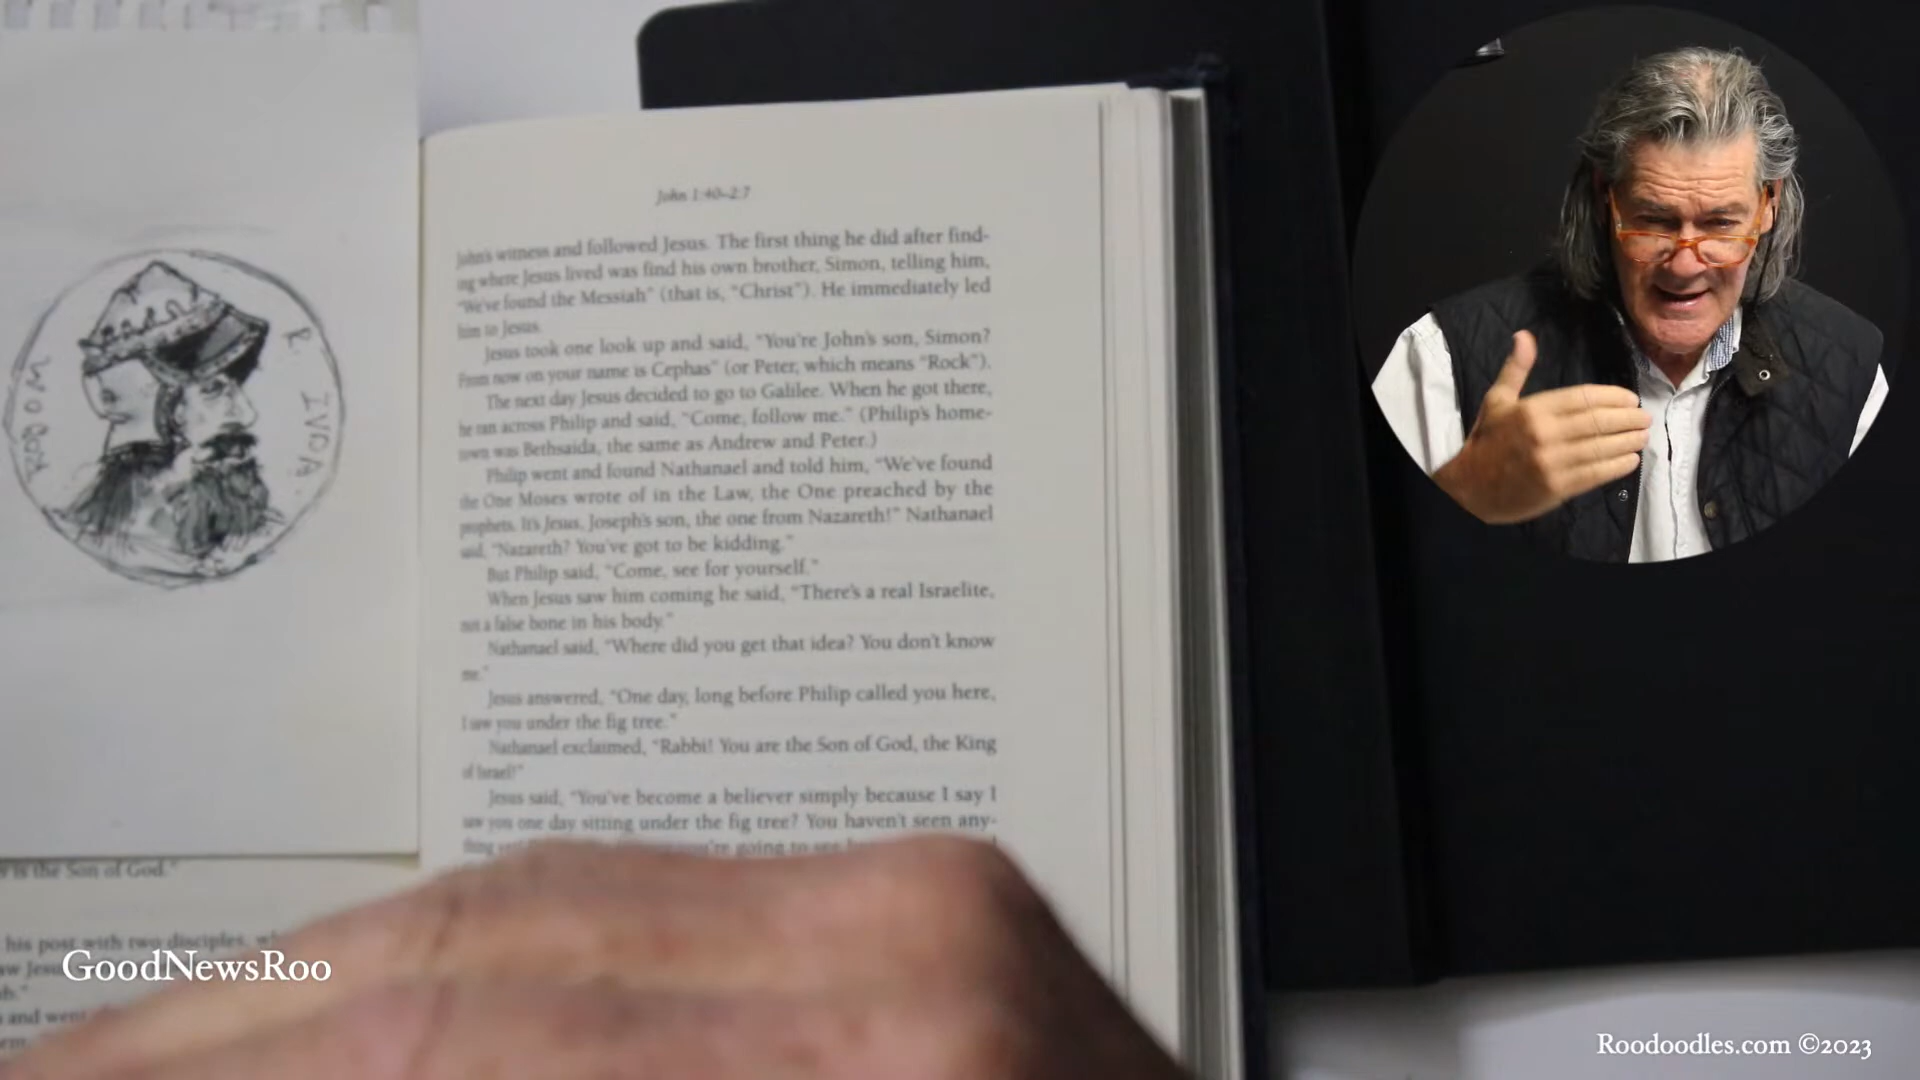 MOROR
R. IVDA.
John 1:40–2:7
John's witness and followed Jesus. The first thing he did after find-
ing where Jesus lived was find his own brother, Simon, telling him,
"We've found the Messiah" (that is, "Christ"). He immediately led
him to Jesus.
Jesus took one look up and said, "You're John's son, Simon?
From now on your name is Cephas" (or Peter, which means "Rock").
The next day Jesus decided to go to Galilee. When he got there,
he ran across Philip and said, "Come, follow me." (Philip's home-
town was Bethsaida, the same as Andrew and Peter.)
Philip went and found Nathanael and told him, "We've found
the One Moses wrote of in the Law, the One preached by the
prophets. It's Jesus, Joseph's son, the one from Nazareth!" Nathanael
said, "Nazareth? You've got to be kidding."
But Philip said, "Come, see for yourself."
When Jesus saw him coming he said, "There's a real Israelite,
not a false bone in his body."
Nathanael said, "Where did you get that idea? You don't know
me."
Jesus answered, "One day, long before Philip called you here,
I saw you under the fig tree."
Nathanael exclaimed, "Rabbi! You are the Son of God, the King
of Israel!"
Jesus said, "You've become a believer simply because I say I
saw you one day sitting under the fig tree? You haven't seen any-
thing you're going to see
is the Son of God."
his post with two disciples,
and went
GoodNewsRoo
Roodoodles.com ©2023